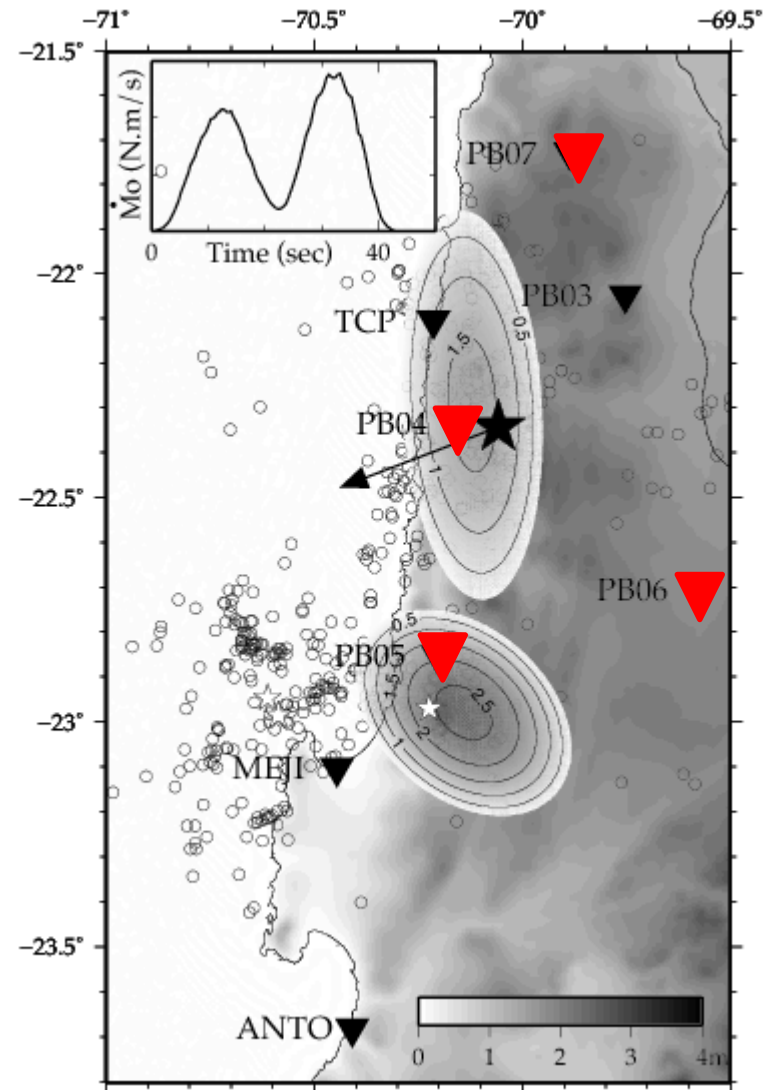 −71° −70.5° −70° −69.5°
−21.5°
Ṁo (N.m/s)
0 Time (sec) 40
PB07
−22°
PB03
TCP
0.5
1.5
PB04
1
−22.5°
PB06
0.5
PB05
1.5
2.5
−23°
2
1
MEJI
−23.5°
ANTO
0 1 2 3 4m